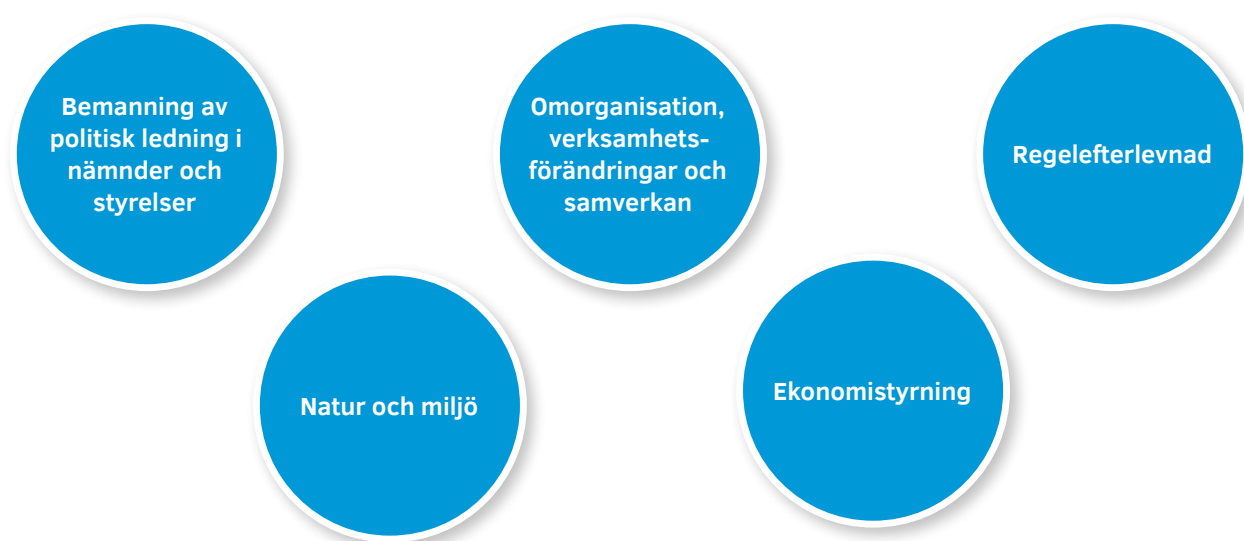 Bemanning av
politisk ledning i
nämnder och
styrelser
Omorganisation,
verksamhets-
förändringar och
samverkan
Regelefterlevnad
Natur och miljö
Ekonomistyrning